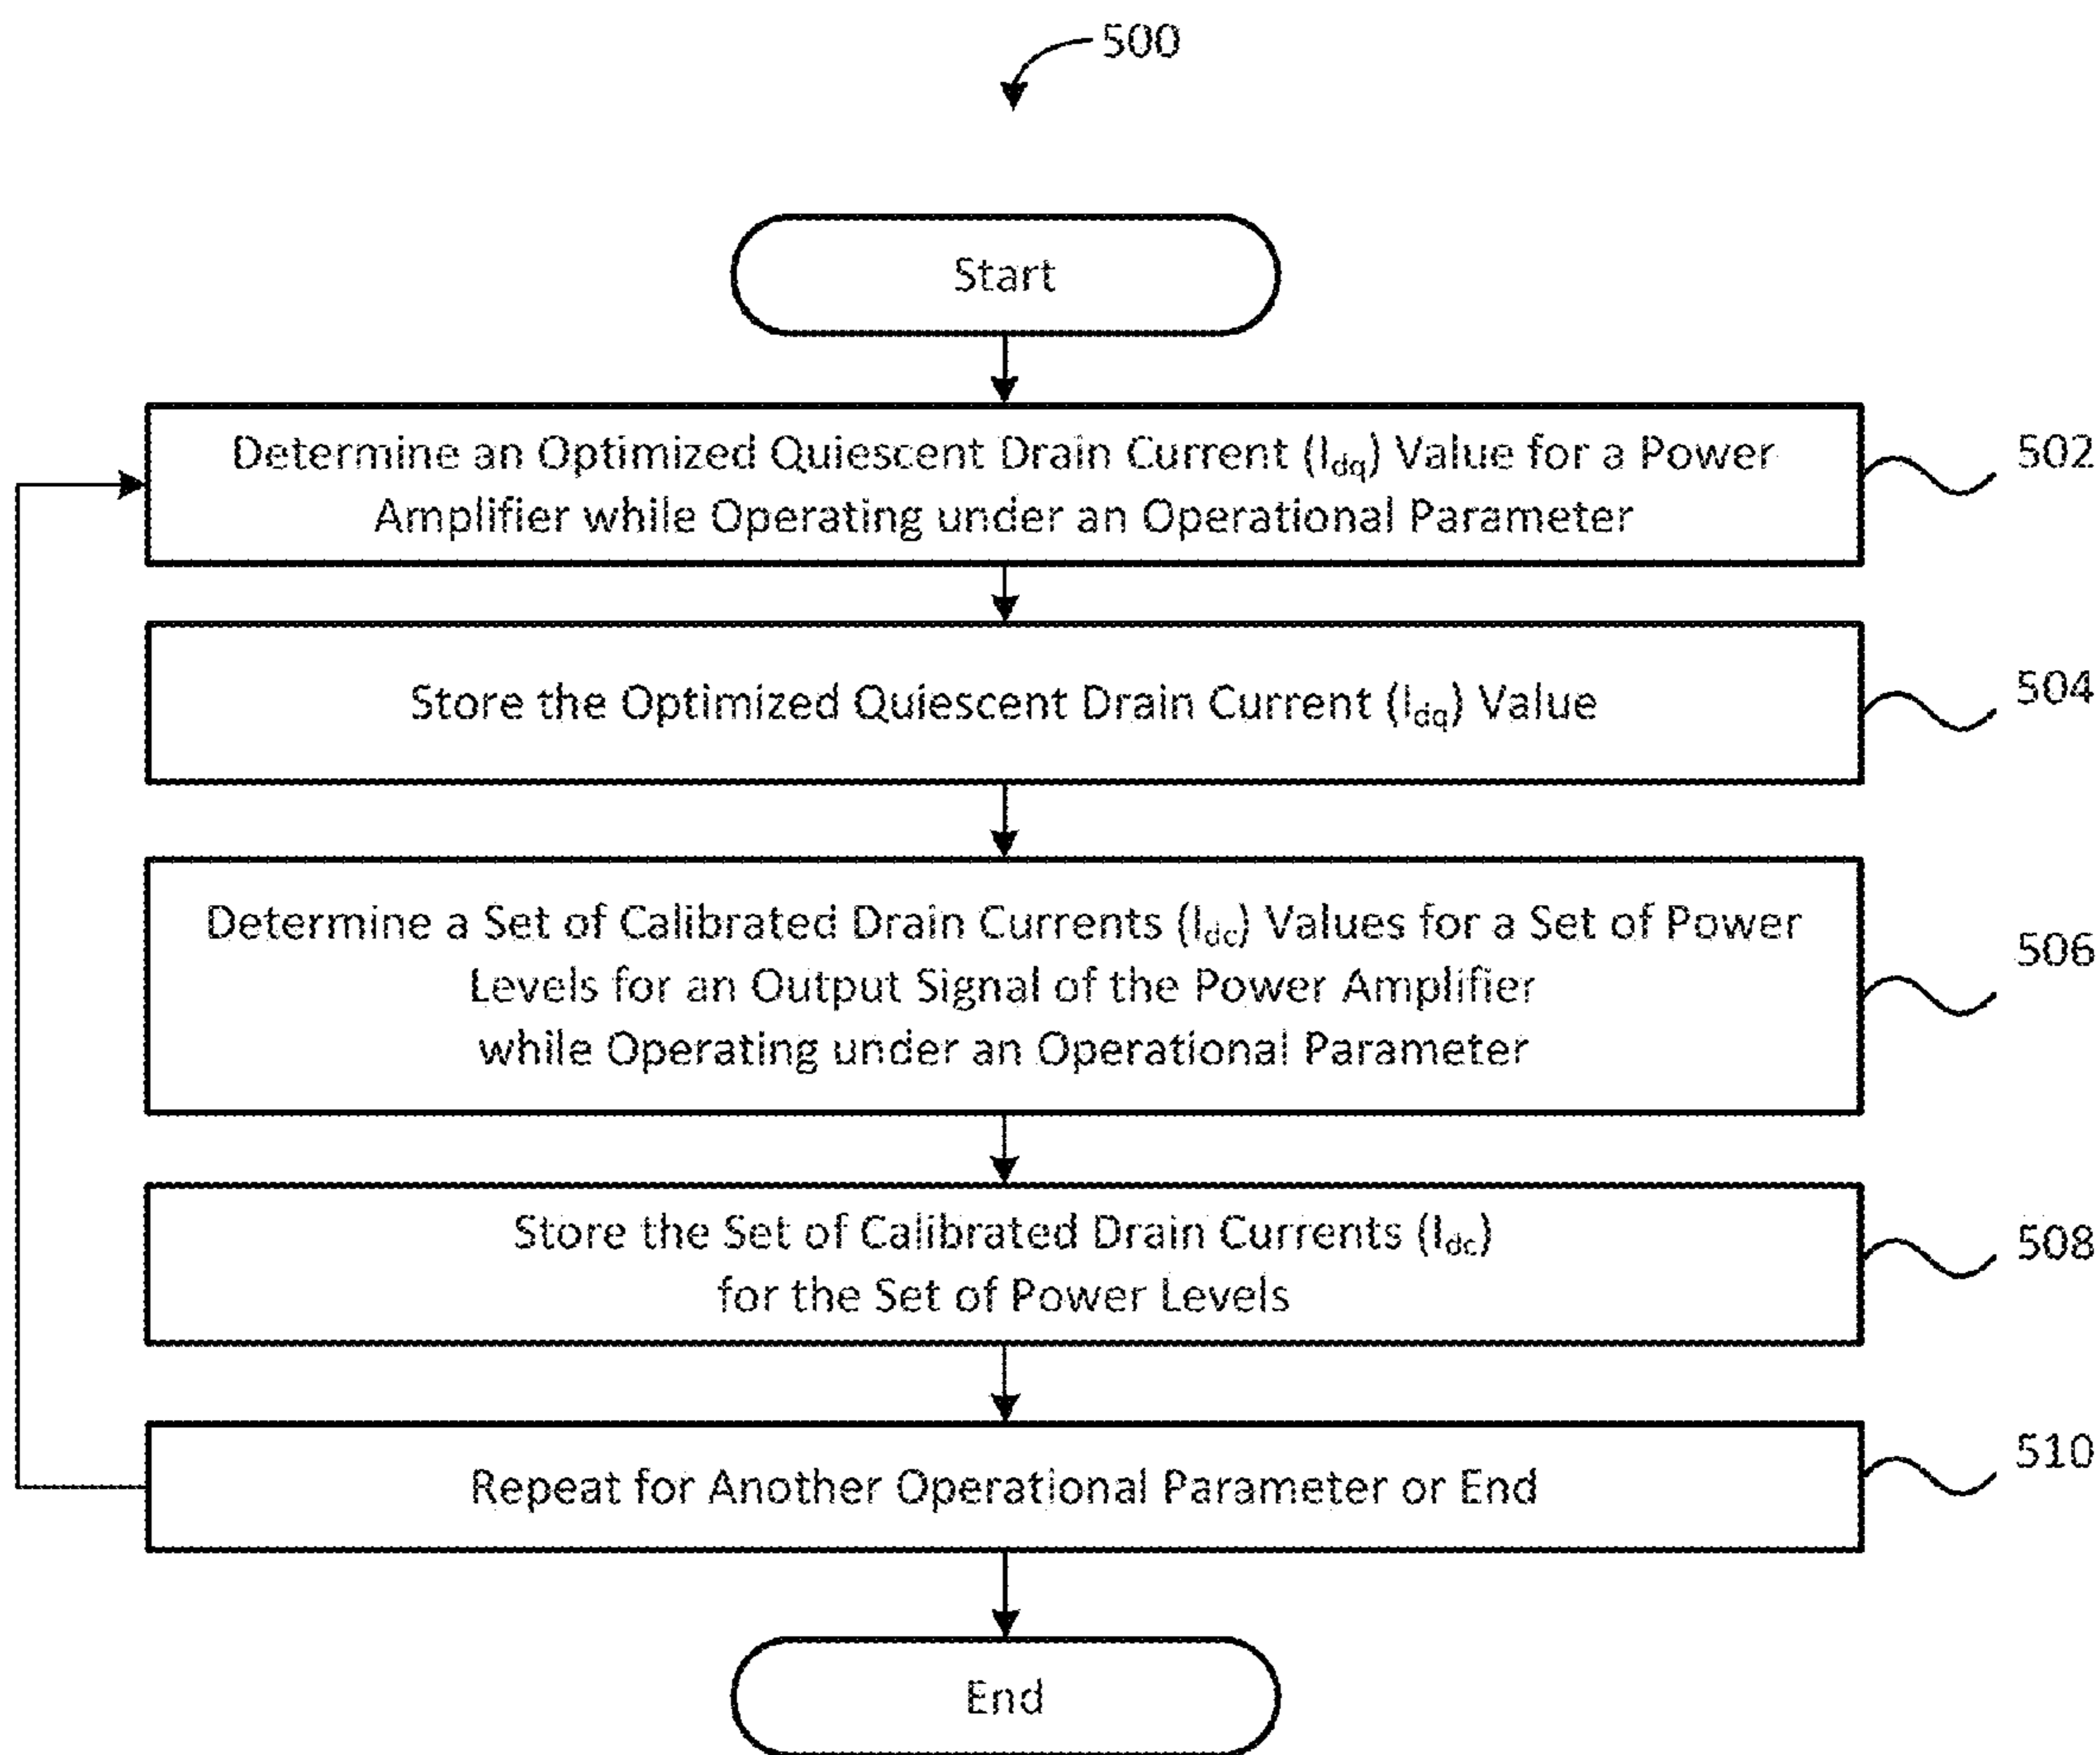 500
Start
Determine an Optimized Quiescent Drain Current (Idq) Value for a Power
Amplifier while Operating under an Operational Parameter
502
Store the Optimized Quiescent Drain Current (Idq) Value
504
Determine a Set of Calibrated Drain Currents (Idc) Values for a Set of Power
Levels for an Output Signal of the Power Amplifier
while Operating under an Operational Parameter
506
Store the Set of Calibrated Drain Currents (Idc)
for the Set of Power Levels
508
Repeat for Another Operational Parameter or End
510
End